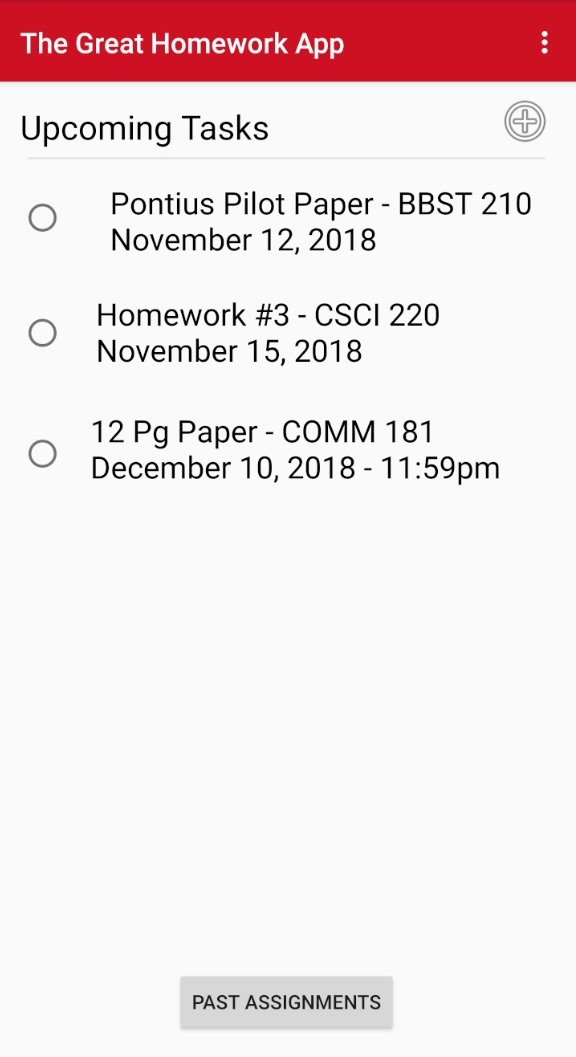 The Great Homework App
Upcoming Tasks
Pontius Pilot Paper - BBST 210
November 12, 2018
Homework #3 - CSCI 220
November 15, 2018
12 Pg Paper - COMM 181
December 10, 2018 - 11:59pm
PAST ASSIGNMENTS